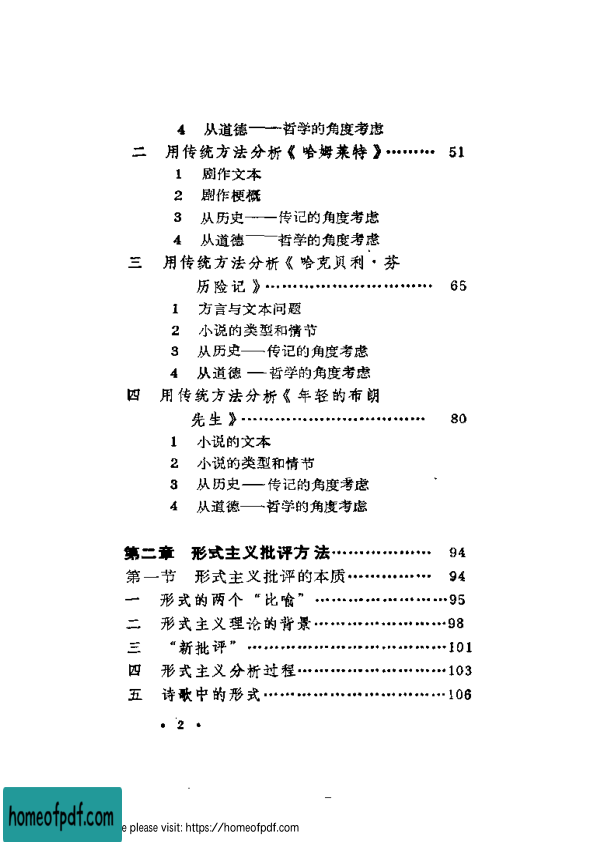 4 从道德——哲学的角度考虑
二 用传统方法分析《哈姆莱特》……… 51
1 剧作文本
2 剧作梗概
3 从历史——传记的角度考虑
4 从道德——哲学的角度考虑
三 用传统方法分析《哈克贝利·芬
历险记》………………………… 65
1 方言与文本问题
2 小说的类型和情节
3 从历史——传记的角度考虑
4 从道德——哲学的角度考虑
四 用传统方法分析《年轻的布朗
先生》…………………………… 80
1 小说的文本
2 小说的类型和情节
3 从历史——传记的角度考虑
4 从道德——哲学的角度考虑
第二章 形式主义批评方法……………… 94
第一节 形式主义批评的本质…………… 94
一 形式的两个“比喻”……………………95
二 形式主义理论的背景……………………98
三 “新批评”………………………………101
四 形式主义分析过程………………………103
五 诗歌中的形式……………………………106
· 2 ·
homeofpdf.com
e please visit: https://homeofpdf.com